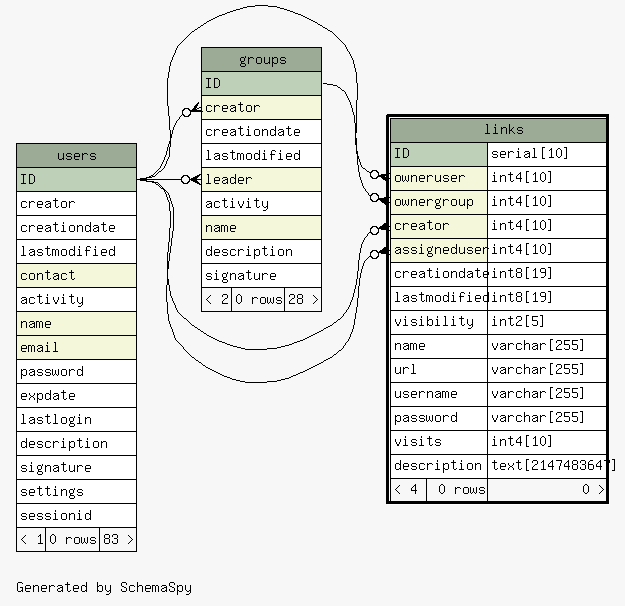 users
ID
creator
creationdate
lastmodified
contact
activity
name
email
password
expdate
lastlogin
description
signature
settings
sessionid
< 1 0 rows 83 >
groups
ID
creator
creationdate
lastmodified
leader
activity
name
description
signature
< 2 0 rows 28 >
links
ID serial[10]
owneruser int4[10]
ownergroup int4[10]
creator int4[10]
assigneduser int4[10]
creationdate int8[19]
lastmodified int8[19]
visibility int2[5]
name varchar[255]
url varchar[255]
username varchar[255]
password varchar[255]
visits int4[10]
description text[2147483647]
< 4 0 rows 0 >
Generated by SchemaSpy